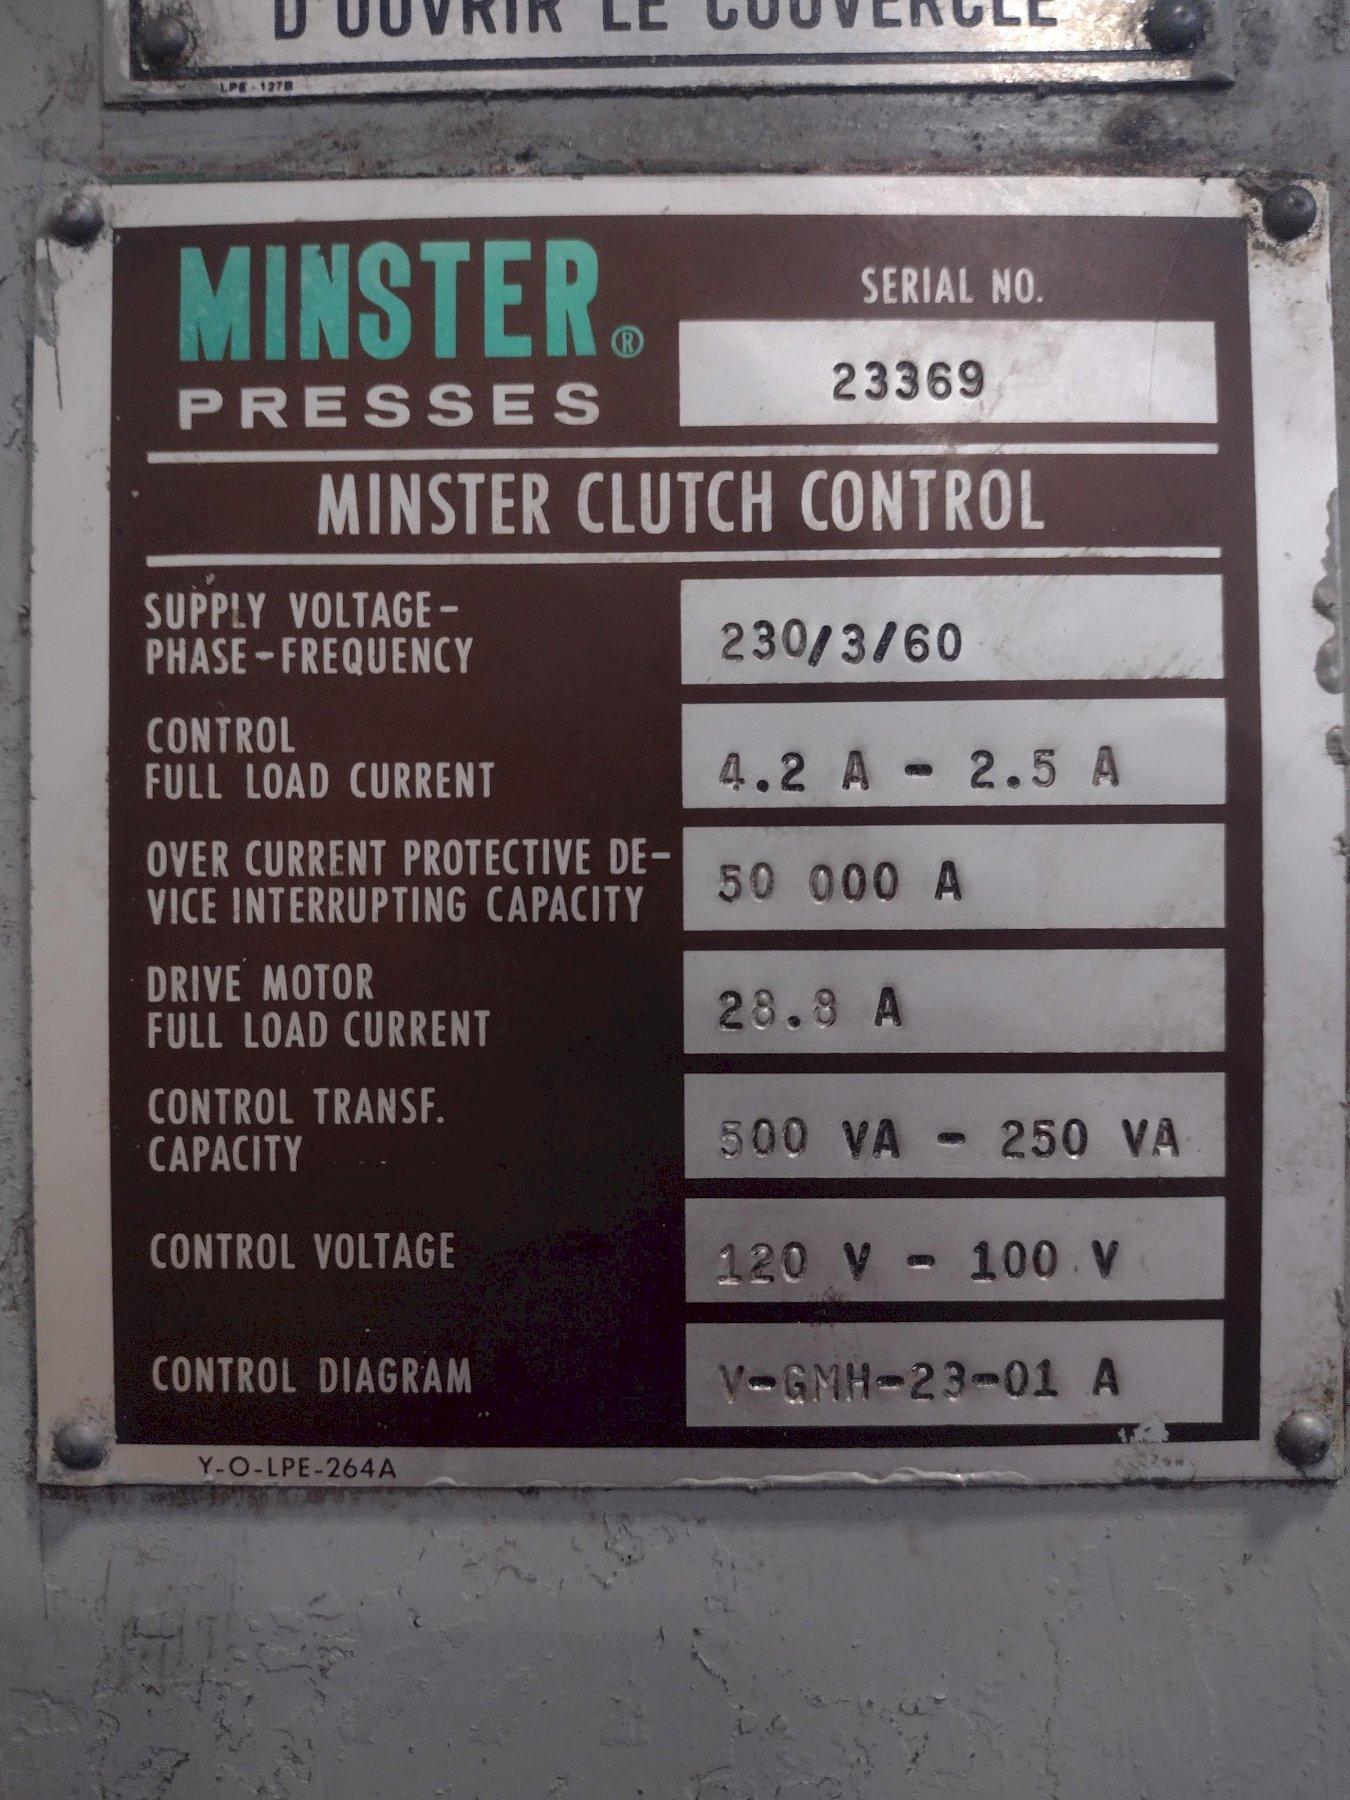 D'OUVRIR LE COUVERCLE
LPE-127B
MINSTER®
PRESSES
SERIAL NO.
23369
MINSTER CLUTCH CONTROL
SUPPLY VOLTAGE-
PHASE-FREQUENCY
230/3/60
CONTROL
FULL LOAD CURRENT
4.2 A - 2.5 A
OVER CURRENT PROTECTIVE DE-
VICE INTERRUPTING CAPACITY
50 000 A
DRIVE MOTOR
FULL LOAD CURRENT
28.8 A
CONTROL TRANSF.
CAPACITY
500 VA - 250 VA
CONTROL VOLTAGE
120 V - 100 V
CONTROL DIAGRAM
V-GMH-23-01 A
Y-O-LPE-264A